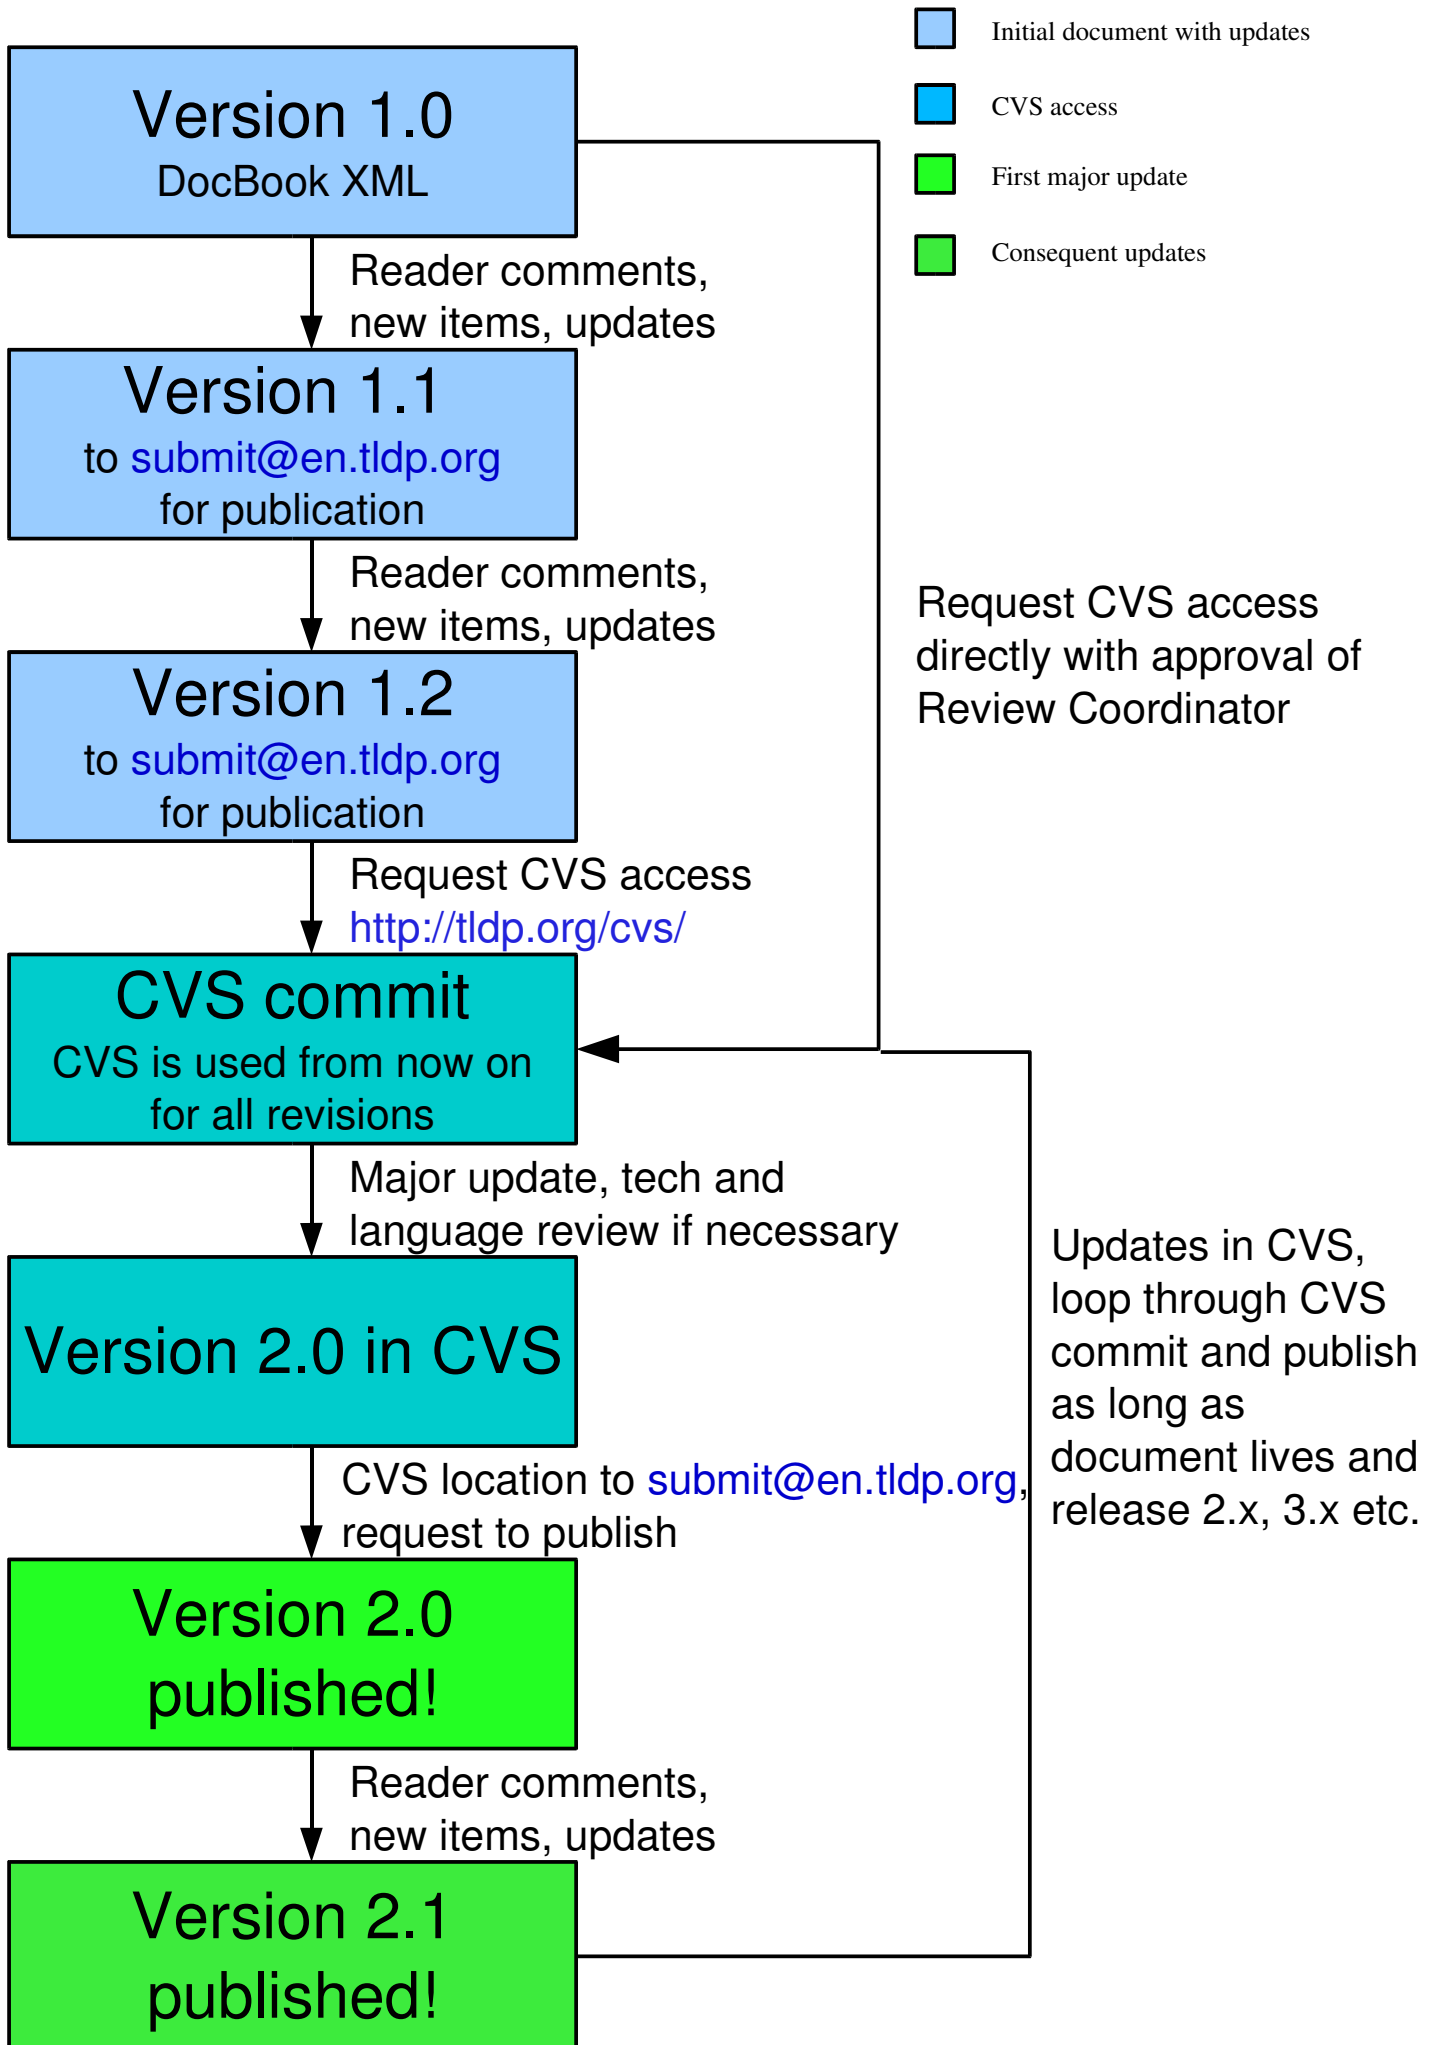 Initial document with updates
CVS access
First major update
Consequent updates
Version 1.0
DocBook XML
Reader comments,
new items, updates
Version 1.1
to submit@en.tldp.org
for publication
Reader comments,
new items, updates
Request CVS access
directly with approval of
Review Coordinator
Version 1.2
to submit@en.tldp.org
for publication
Request CVS access
http://tldp.org/cvs/
CVS commit
CVS is used from now on
for all revisions
Major update, tech and
language review if necessary
Updates in CVS,
loop through CVS
commit and publish
as long as
document lives and
release 2.x, 3.x etc.
Version 2.0 in CVS
CVS location to submit@en.tldp.org,
request to publish
Version 2.0
published!
Reader comments,
new items, updates
Version 2.1
published!